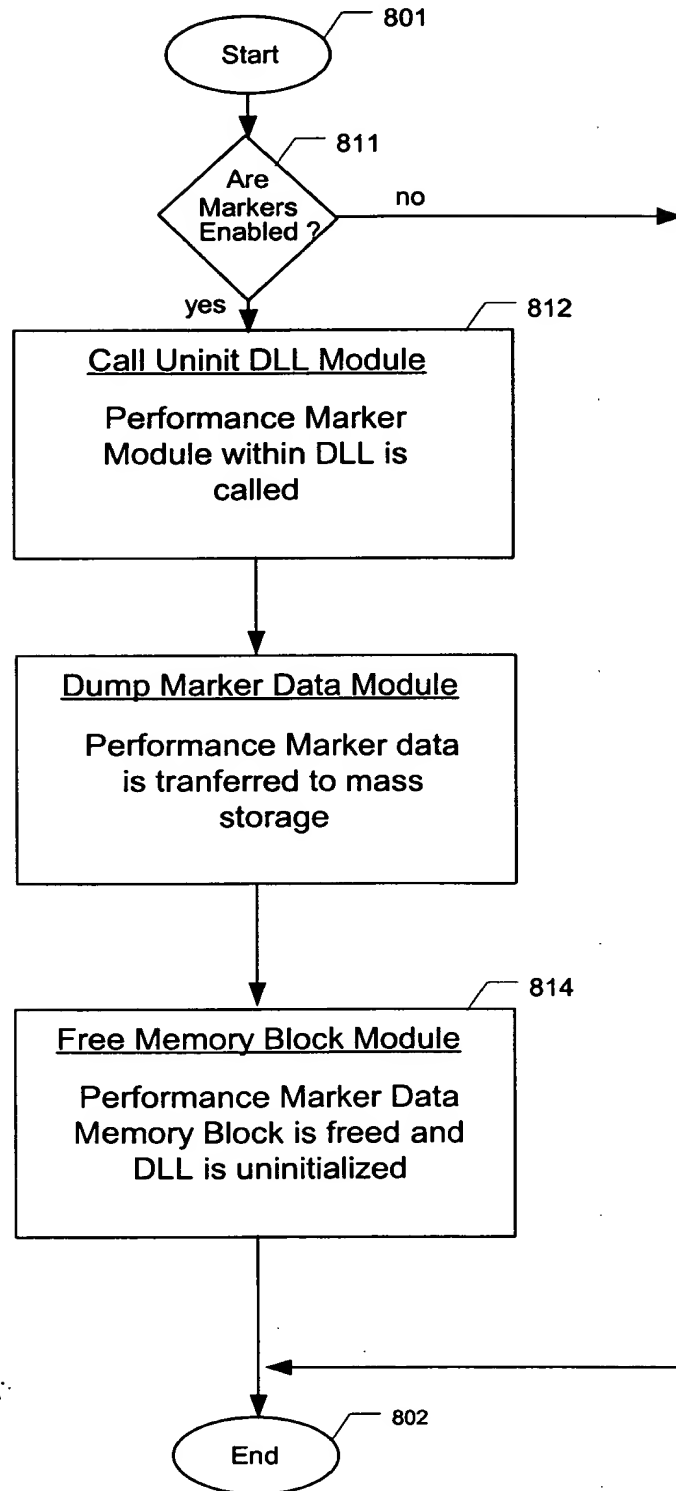 801
Start
811
Are
Markers
Enabled ?
no
yes
812
Call Uninit DLL Module
Performance Marker
Module within DLL is
called
Dump Marker Data Module
Performance Marker data
is tranferred to mass
storage
814
Free Memory Block Module
Performance Marker Data
Memory Block is freed and
DLL is uninitialized
802
End